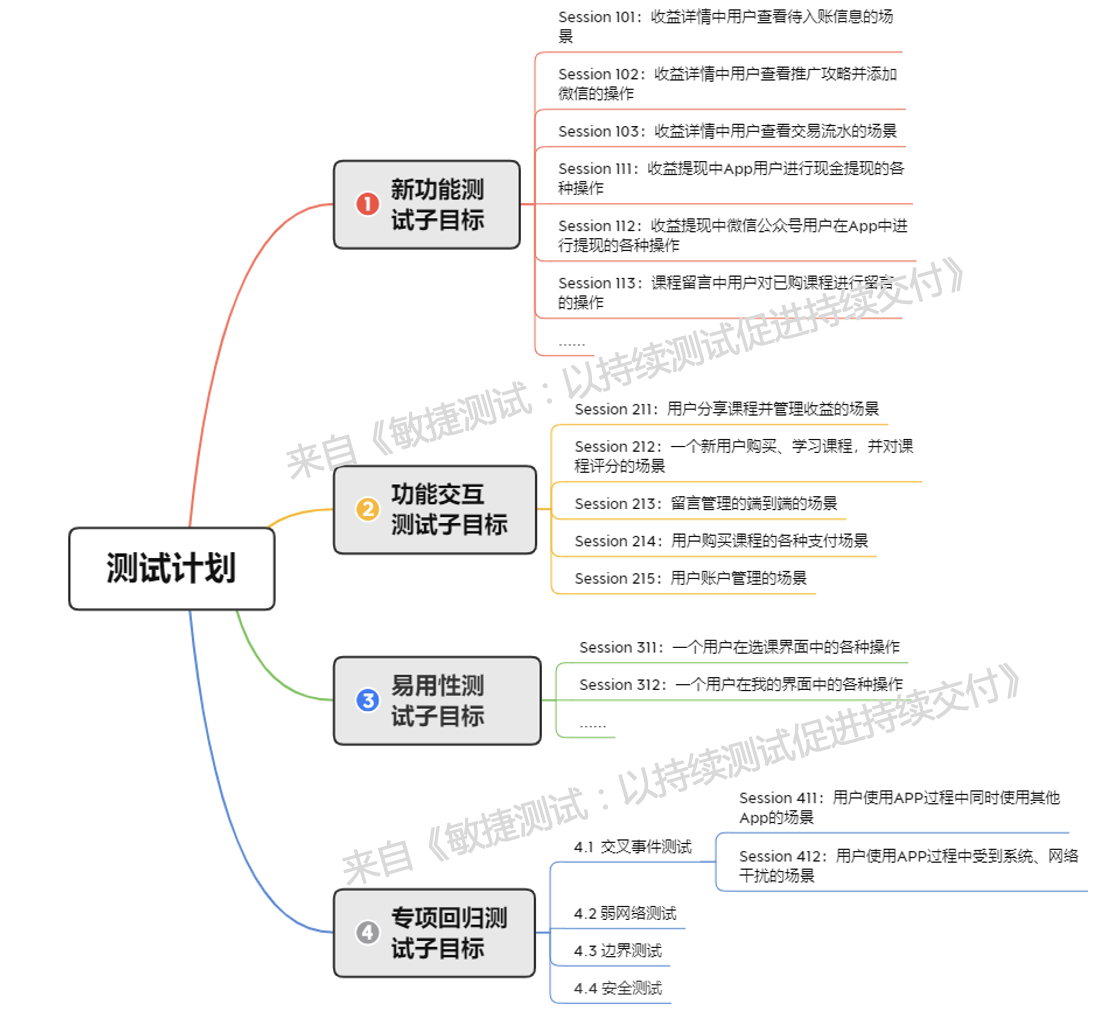 Session 101：收益详情中用户查看待入账信息的场
景
Session 102：收益详情中用户查看推广攻略并添加
微信的操作
Session 103：收益详情中用户查看交易流水的场景
Session 111：收益提现中App用户进行现金提现的各
种操作
Session 112：收益提现中微信公众号用户在App中进
行提现的各种操作
Session 113：课程留言中用户对已购课程进行留言
的操作
......
1 新功能测
试子目标
来自《敏捷测试：以持续测试促进持续交付》
Session 211：用户分享课程并管理收益的场景
Session 212：一个新用户购买、学习课程，并对课
程评分的场景
Session 213：留言管理的端到端的场景
Session 214：用户购买课程的各种支付场景
Session 215：用户账户管理的场景
2 功能交互
测试子目标
测试计划
Session 311：一个用户在选课界面中的各种操作
Session 312：一个用户在我的界面中的各种操作
......
3 易用性测
试子目标
来自《敏捷测试：以持续测试促进持续交付》
4 专项回归测
试子目标
4.1 交叉事件测试
Session 411：用户使用APP过程中同时使用其他
App的场景
Session 412：用户使用APP过程中受到系统、网络
干扰的场景
4.2 弱网络测试
4.3 边界测试
4.4 安全测试